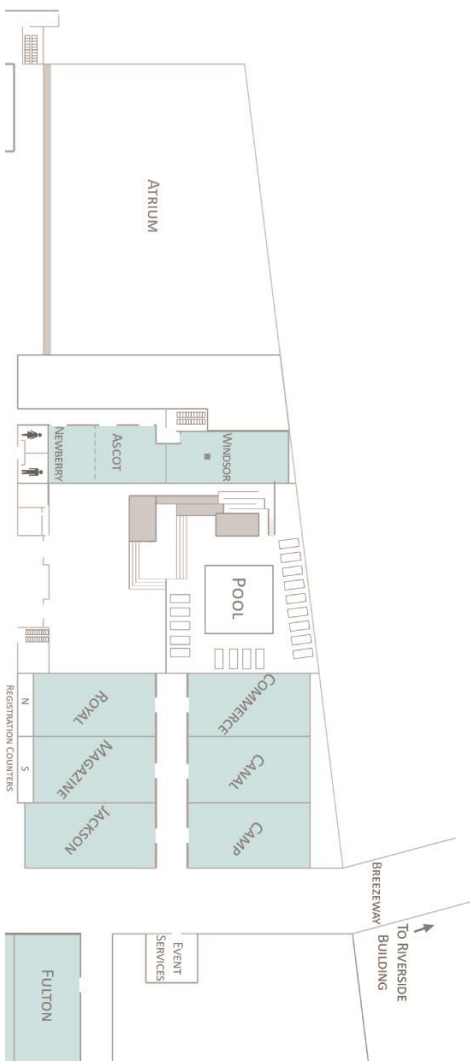 ATRIUM
NEWBERRY
ASCOT
WINDSOR
POOL
ROYAL
COMMERCE
N
S
REGISTRATION COUNTERS
MAGAZINE
CANAL
JACKSON
CAMP
BREEZEWAY
TO RIVERSIDE
BUILDING
EVENT
SERVICES
FULTON